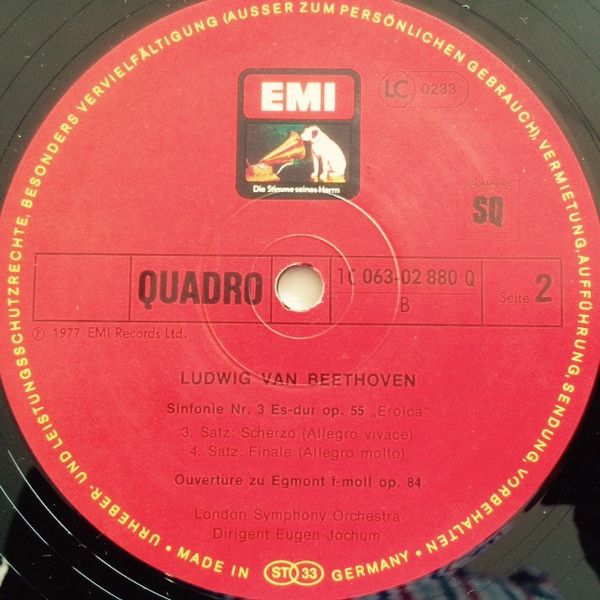 URHEBER- UND LEISTUNGSSCHUTZRECHTE, BESONDERS VERVIELFÄLTIGUNG (AUSSER ZUM PERSÖNLICHEN GEBRAUCH), VERMIETUNG, AUFFÜHRUNG, SENDUNG, VORBEHALTEN
EMI
Die Stimme seines Herrn
LC 0233
QUADRAPHONIC
SQ
QUADRO
1C 063-02 880 Q
B
Seite 2
℗ 1977 EMI Records Ltd.
LUDWIG VAN BEETHOVEN
Sinfonie Nr. 3 Es-dur op. 55 „Eroica“
3. Satz: Scherzo (Allegro vivace)
4. Satz: Finale (Allegro molto)
Ouvertüre zu Egmont f-moll op. 84
London Symphony Orchestra
Dirigent Eugen Jochum
• MADE IN ST 33 GERMANY •